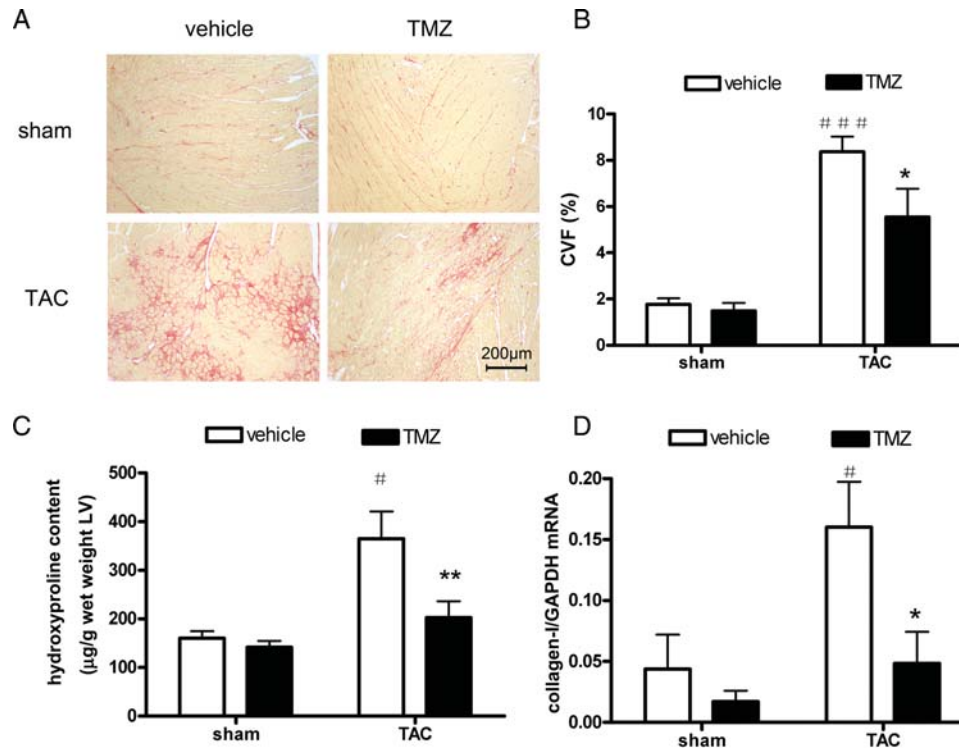 A
vehicle
TMZ
sham
TAC
200μm
B
vehicle
TMZ
CVF (%)
10
8
6
4
2
0
# # #
*
sham
TAC
C
vehicle
TMZ
hydroxyproline content
(μg/g wet weight LV)
500
400
300
200
100
0
#
**
sham
TAC
D
vehicle
TMZ
collagen-I/GAPDH mRNA
0.20
0.15
0.10
0.05
0.00
#
*
sham
TAC